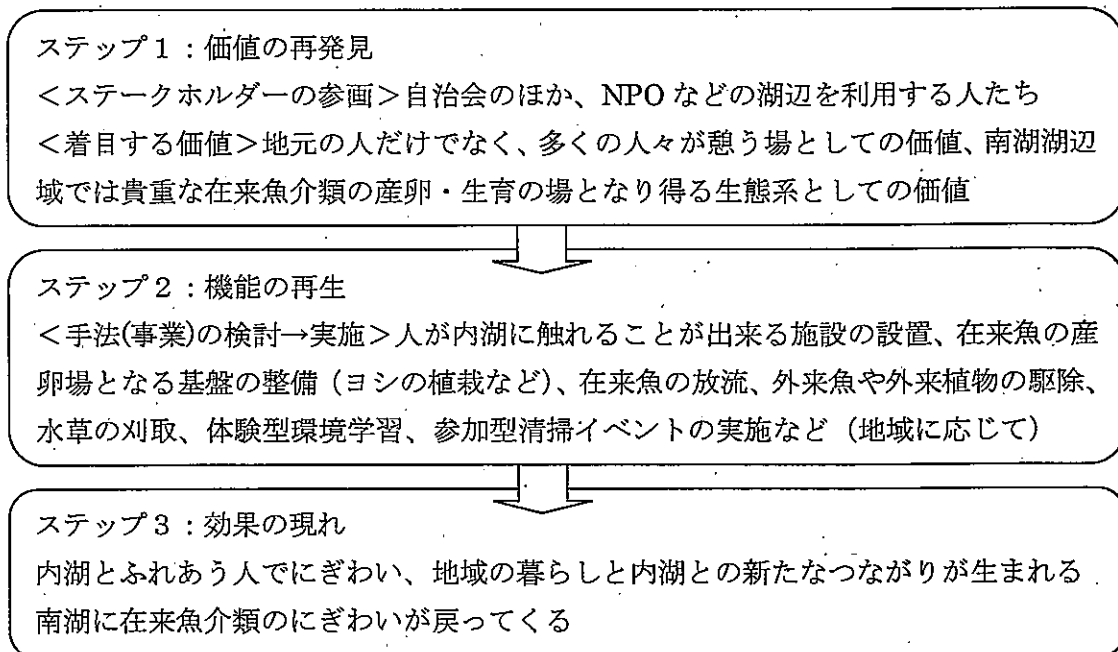 ステップ1:価値の再発見
<ステークホルダーの参画>自治会のほか、NPOなどの湖辺を利用する人たち
<着目する価値>地元の人だけでなく、多くの人々が憩う場としての価値、南湖湖辺
域では貴重な在来魚介類の産卵・生育の場となり得る生態系としての価値
ステップ2:機能の再生
<手法(事業)の検討→実施>人が内湖に触れることが出来る施設の設置、在来魚の産
卵場となる基盤の整備(ヨシの植栽など)、在来魚の放流、外来魚や外来植物の駆除、
水草の刈取、体験型環境学習、参加型清掃イベントの実施など(地域に応じて)
ステップ3:効果の現れ
内湖とふれあう人でにぎわい、地域の暮らしと内湖との新たなつながりが生まれる
南湖に在来魚介類のにぎわいが戻ってくる